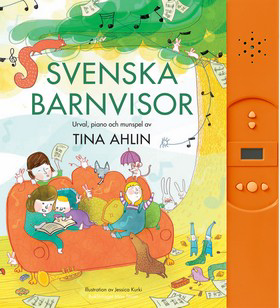 SVENSKA
BARNVISOR
Urval, piano och munspel av
TINA AHLIN
Illustration av Jessica Kurki